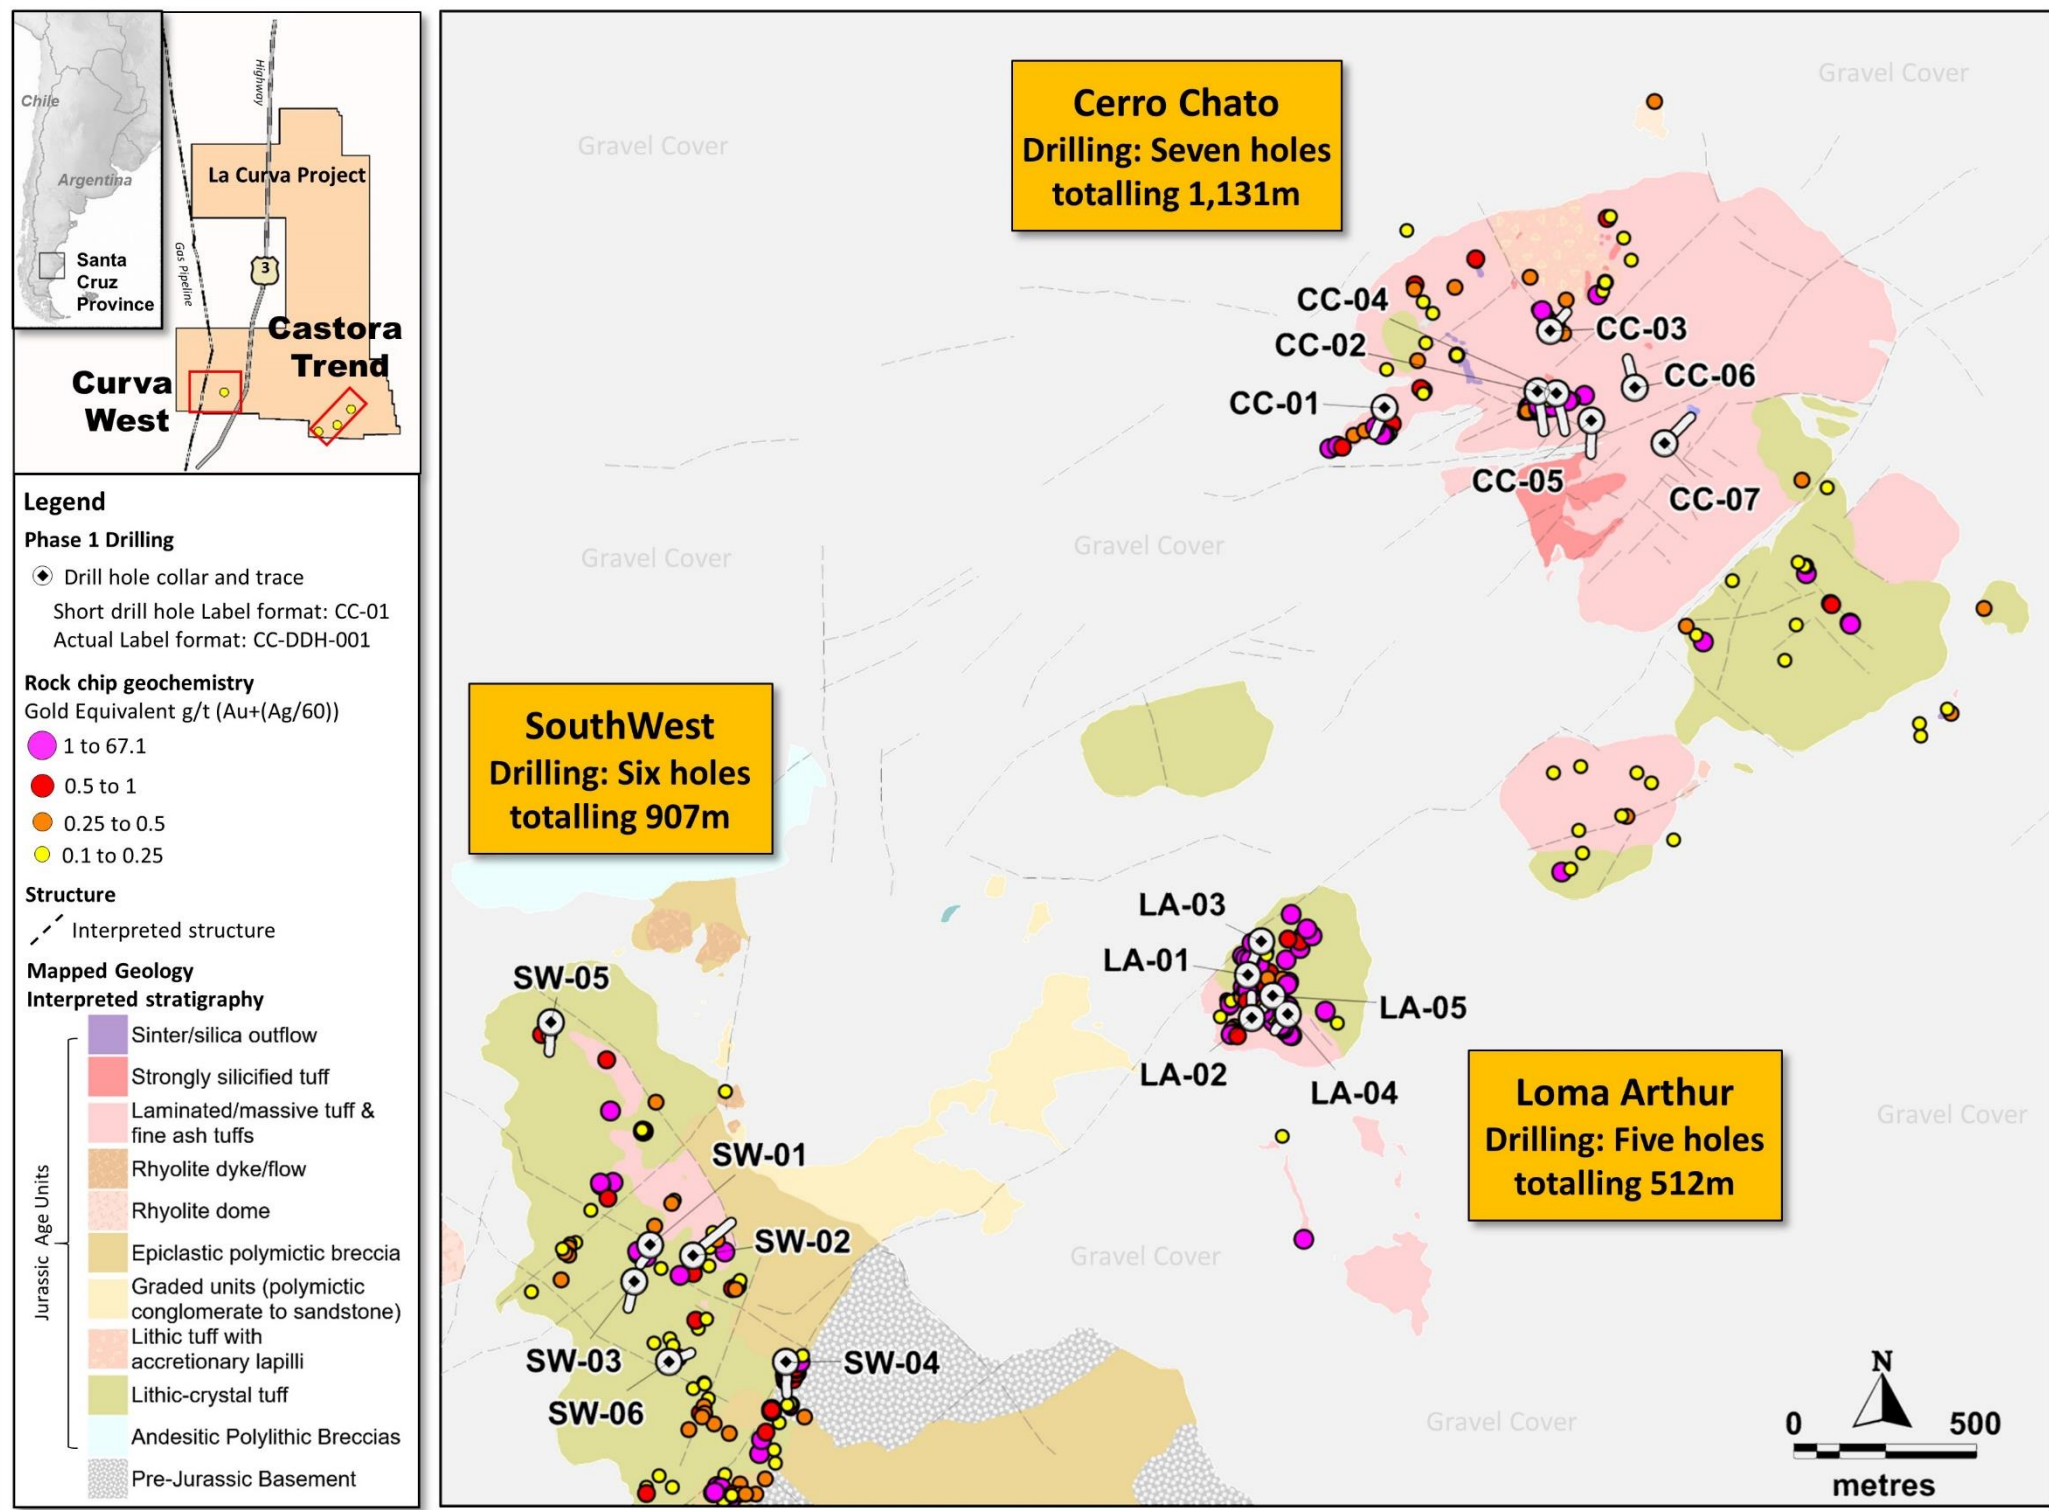 Chile
Argentina
Santa
Cruz
Province
Highway
La Curva Project
Gas Pipeline
3
Castora
Trend
Curva
West
Legend
Phase 1 Drilling
Drill hole collar and trace
Short drill hole Label format: CC-01
Actual Label format: CC-DDH-001
Rock chip geochemistry
Gold Equivalent g/t (Au+(Ag/60))
1 to 67.1
0.5 to 1
0.25 to 0.5
0.1 to 0.25
Structure
Interpreted structure
Mapped Geology
Interpreted stratigraphy
Jurassic Age Units
Sinter/silica outflow
Strongly silicified tuff
Laminated/massive tuff &
fine ash tuffs
Rhyolite dyke/flow
Rhyolite dome
Epiclastic polymictic breccia
Graded units (polymictic
conglomerate to sandstone)
Lithic tuff with
accretionary lapilli
Lithic-crystal tuff
Andesitic Polylithic Breccias
Pre-Jurassic Basement
Gravel Cover
Gravel Cover
Cerro Chato
Drilling: Seven holes
totalling 1,131m
CC-04
CC-03
CC-02
CC-06
CC-01
CC-05
CC-07
Gravel Cover
Gravel Cover
SouthWest
Drilling: Six holes
totalling 907m
LA-03
LA-01
LA-05
LA-02
LA-04
SW-05
Loma Arthur
Drilling: Five holes
totalling 512m
Gravel Cover
SW-01
SW-02
Gravel Cover
SW-03
SW-04
SW-06
Gravel Cover
N
0 500
metres